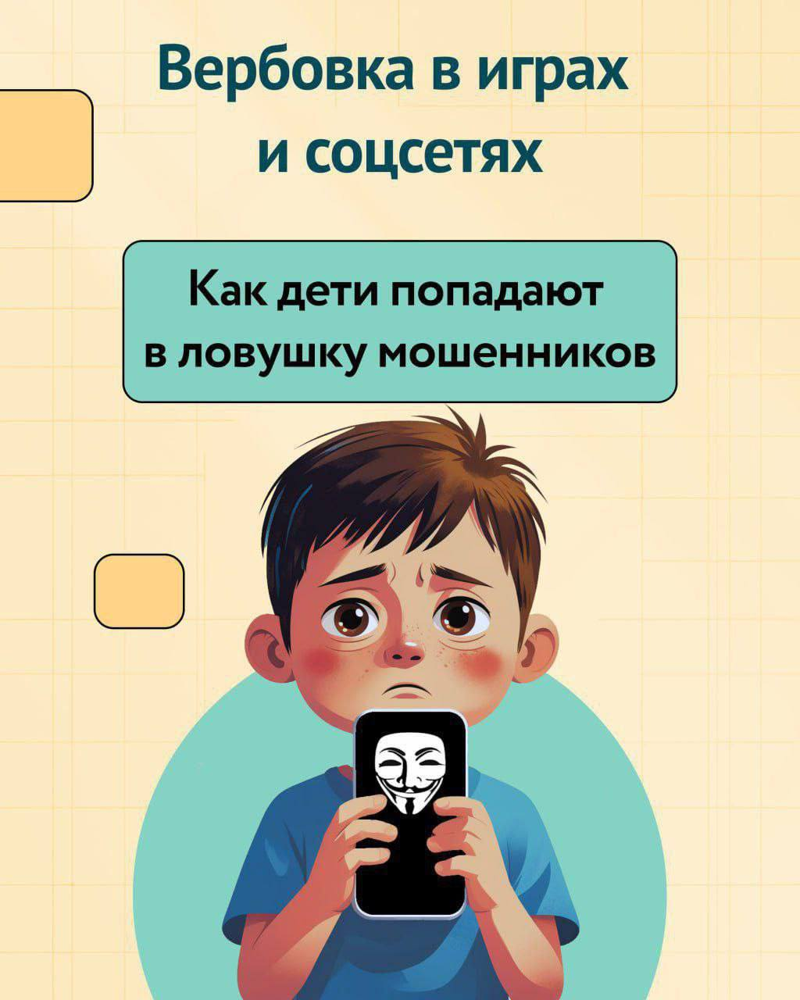 Вербовка в играх
и соцсетях
Как дети попадают
в ловушку мошенников